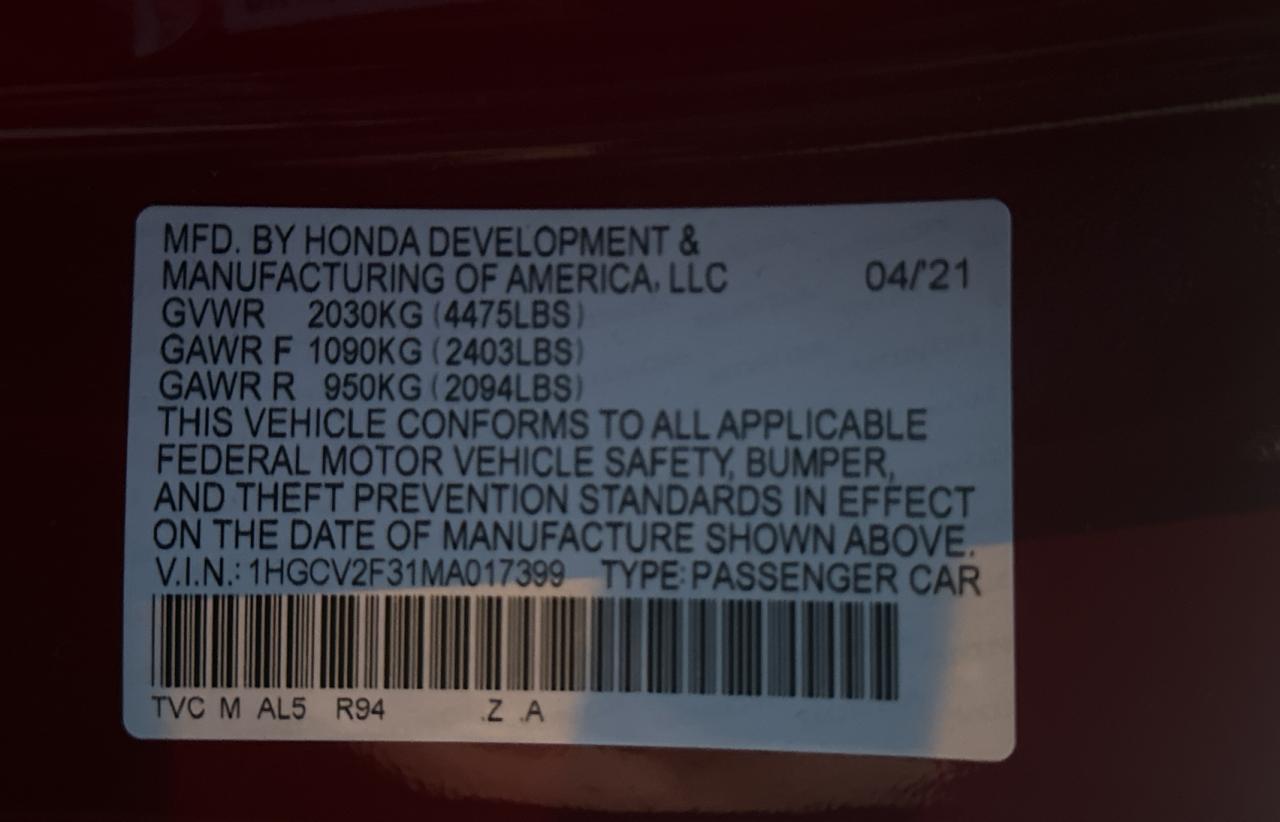 MFD. BY HONDA DEVELOPMENT &
MANUFACTURING OF AMERICA, LLC 04/'21
GVWR 2030KG (4475LBS)
GAWR F 1090KG (2403LBS)
GAWR R 950KG (2094LBS)
THIS VEHICLE CONFORMS TO ALL APPLICABLE
FEDERAL MOTOR VEHICLE SAFETY, BUMPER,
AND THEFT PREVENTION STANDARDS IN EFFECT
ON THE DATE OF MANUFACTURE SHOWN ABOVE.
V.I.N.: 1HGCV2F31MA017399 TYPE: PASSENGER CAR
TVC M AL5 R94 .Z .A